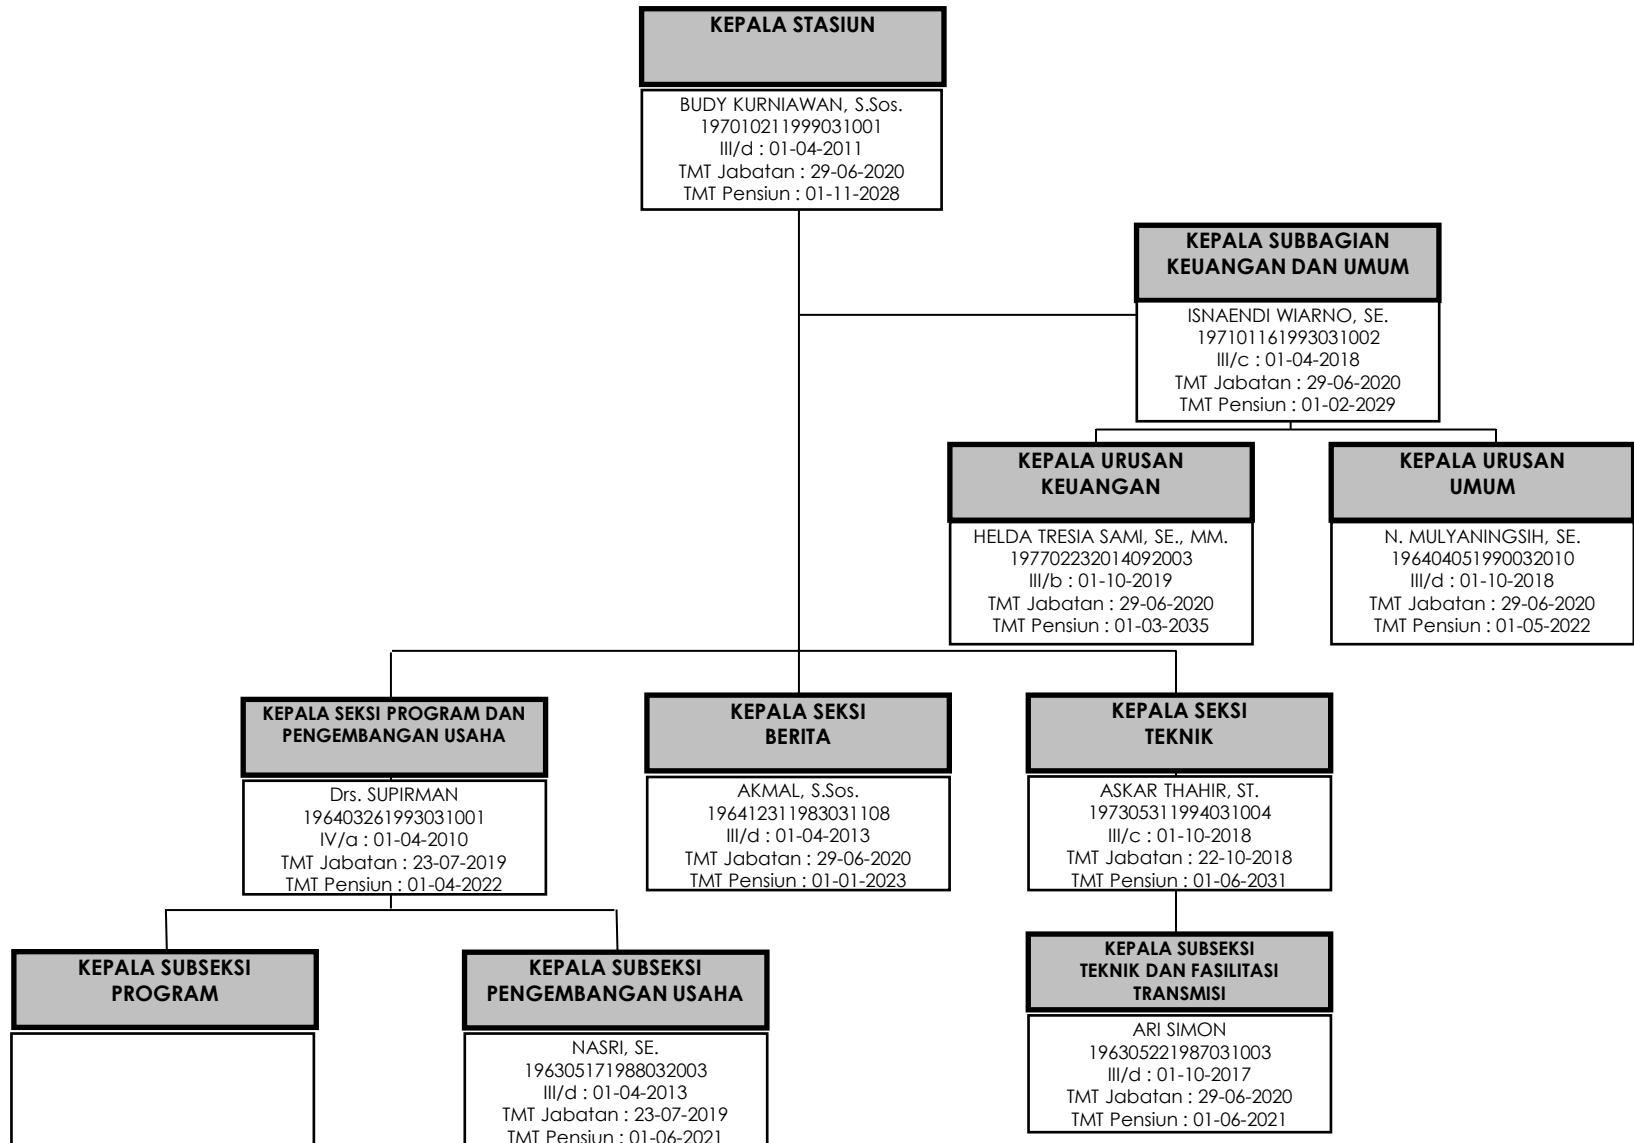 KEPALA STASIUN
BUDY KURNIAWAN, S.Sos.
197010211999031001
III/d : 01-04-2011
TMT Jabatan : 29-06-2020
TMT Pensiun : 01-11-2028
KEPALA SUBBAGIAN
KEUANGAN DAN UMUM
ISNAENDI WIARNO, SE.
197101161993031002
III/c : 01-04-2018
TMT Jabatan : 29-06-2020
TMT Pensiun : 01-02-2029
KEPALA URUSAN
KEUANGAN
HELDA TRESIA SAMI, SE., MM.
197702232014092003
III/b : 01-10-2019
TMT Jabatan : 29-06-2020
TMT Pensiun : 01-03-2035
KEPALA URUSAN
UMUM
N. MULYANINGSIH, SE.
196404051990032010
III/d : 01-10-2018
TMT Jabatan : 29-06-2020
TMT Pensiun : 01-05-2022
KEPALA SEKSI PROGRAM DAN
PENGEMBANGAN USAHA
Drs. SUPIRMAN
196403261993031001
IV/a : 01-04-2010
TMT Jabatan : 23-07-2019
TMT Pensiun : 01-04-2022
KEPALA SEKSI
BERITA
AKMAL, S.Sos.
196412311983031108
III/d : 01-04-2013
TMT Jabatan : 29-06-2020
TMT Pensiun : 01-01-2023
KEPALA SEKSI
TEKNIK
ASKAR THAHIR, ST.
197305311994031004
III/c : 01-10-2018
TMT Jabatan : 22-10-2018
TMT Pensiun : 01-06-2031
KEPALA SUBSEKSI
PROGRAM
KEPALA SUBSEKSI
PENGEMBANGAN USAHA
NASRI, SE.
196305171988032003
III/d : 01-04-2013
TMT Jabatan : 23-07-2019
TMT Pensiun : 01-06-2021
KEPALA SUBSEKSI
TEKNIK DAN FASILITASI
TRANSMISI
ARI SIMON
196305221987031003
III/d : 01-10-2017
TMT Jabatan : 29-06-2020
TMT Pensiun : 01-06-2021